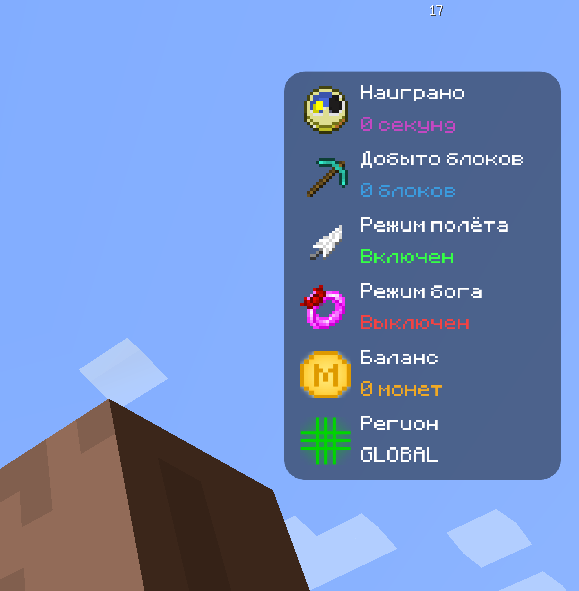 17
Наиграно
0 секунд
Добыто блоков
0 блоков
Режим полёта
Включен
Режим бога
Выключен
Баланс
M
0 монет
Регион
GLOBAL